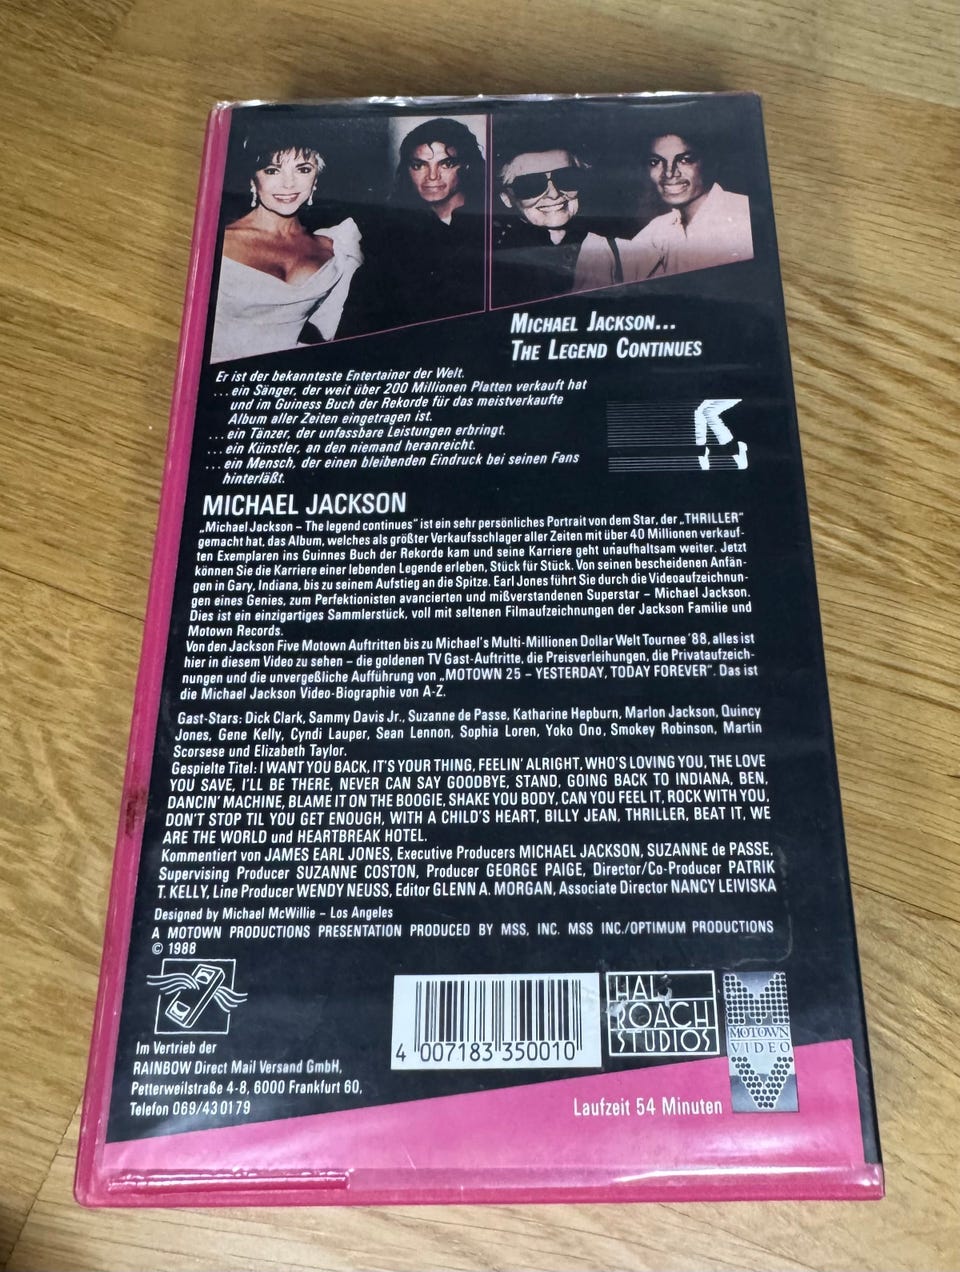 MICHAEL JACKSON...
THE LEGEND CONTINUES
Er ist der bekannteste Entertainer der Welt.
...ein Sänger, der weit über 200 Millionen Platten verkauft hat
und im Guiness Buch der Rekorde für das meistverkaufte
Album aller Zeiten eingetragen ist.
...ein Tänzer, der unfassbare Leistungen erbringt.
...ein Künstler, an den niemand heranreicht.
...ein Mensch, der einen bleibenden Eindruck bei seinen Fans
hinterläßt.
MICHAEL JACKSON
„Michael Jackson – The legend continues" ist ein sehr persönliches Portrait von dem Star, der „THRILLER"
gemacht hat, das Album, welches als größter Verkaufsschlager aller Zeiten mit über 40 Millionen verkauf-
ten Exemplaren ins Guinnes Buch der Rekorde kam und seine Karriere geht unaufhaltsam weiter. Jetzt
können Sie die Karriere einer lebenden Legende erleben, Stück für Stück. Von seinen bescheidenen Anfän-
gen in Gary, Indiana, bis zu seinem Aufstieg an die Spitze. Earl Jones führt Sie durch die Videoaufzeichnun-
gen eines Genies, zum Perfektionisten avancierten und mißverstandenen Superstar – Michael Jackson.
Dies ist ein einzigartiges Sammlerstück, voll mit seltenen Filmaufzeichnungen der Jackson Familie und
Motown Records.
Von den Jackson Five Motown Auftritten bis zu Michael's Multi-Millionen Dollar Welt Tournee '88, alles ist
hier in diesem Video zu sehen – die goldenen TV Gast-Auftritte, die Preisverleihungen, die Privataufzeich-
nungen und die unvergeßliche Aufführung von „MOTOWN 25 – YESTERDAY, TODAY FOREVER". Das ist
die Michael Jackson Video-Biographie von A-Z.
Gast-Stars: Dick Clark, Sammy Davis Jr., Suzanne de Passe, Katharine Hepburn, Marlon Jackson, Quincy
Jones, Gene Kelly, Cyndi Lauper, Sean Lennon, Sophia Loren, Yoko Ono, Smokey Robinson, Martin
Scorsese und Elizabeth Taylor.
Gespielte Titel: I WANT YOU BACK, IT'S YOUR THING, FEELIN' ALRIGHT, WHO'S LOVING YOU, THE LOVE
YOU SAVE, I'LL BE THERE, NEVER CAN SAY GOODBYE, STAND, GOING BACK TO INDIANA, BEN,
DANCIN' MACHINE, BLAME IT ON THE BOOGIE, SHAKE YOU BODY, CAN YOU FEEL IT, ROCK WITH YOU,
DON'T STOP TIL YOU GET ENOUGH, WITH A CHILD'S HEART, BILLY JEAN, THRILLER, BEAT IT, WE
ARE THE WORLD und HEARTBREAK HOTEL.
Kommentiert von JAMES EARL JONES, Executive Producers MICHAEL JACKSON, SUZANNE de PASSE,
Supervising Producer SUZANNE COSTON, Producer GEORGE PAIGE, Director/Co-Producer PATRIK
T. KELLY, Line Producer WENDY NEUSS, Editor GLENN A. MORGAN, Associate Director NANCY LEIVISKA
Designed by Michael McWillie – Los Angeles
A MOTOWN PRODUCTIONS PRESENTATION PRODUCED BY MSS, INC. MSS INC./OPTIMUM PRODUCTIONS
© 1988
Im Vertrieb der
RAINBOW Direct Mail Versand GmbH,
Petterweilstraße 4-8, 6000 Frankfurt 60,
Telefon 069/43 0179
4 007183 350010
HAL
ROACH
STUDIOS
MOTOWN
VIDEO
Laufzeit 54 Minuten